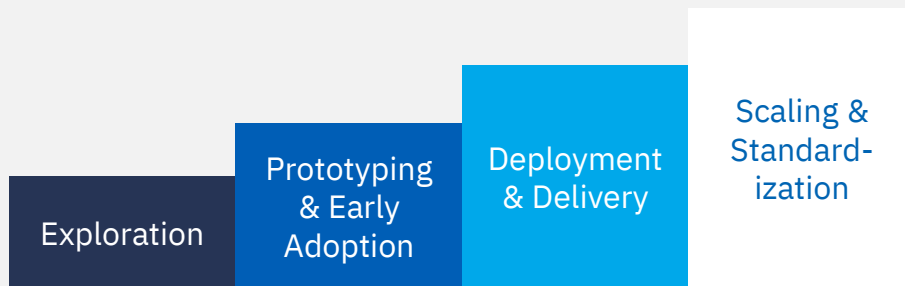 Exploration
Prototyping
& Early
Adoption
Deployment
& Delivery
Scaling &
Standard-
ization